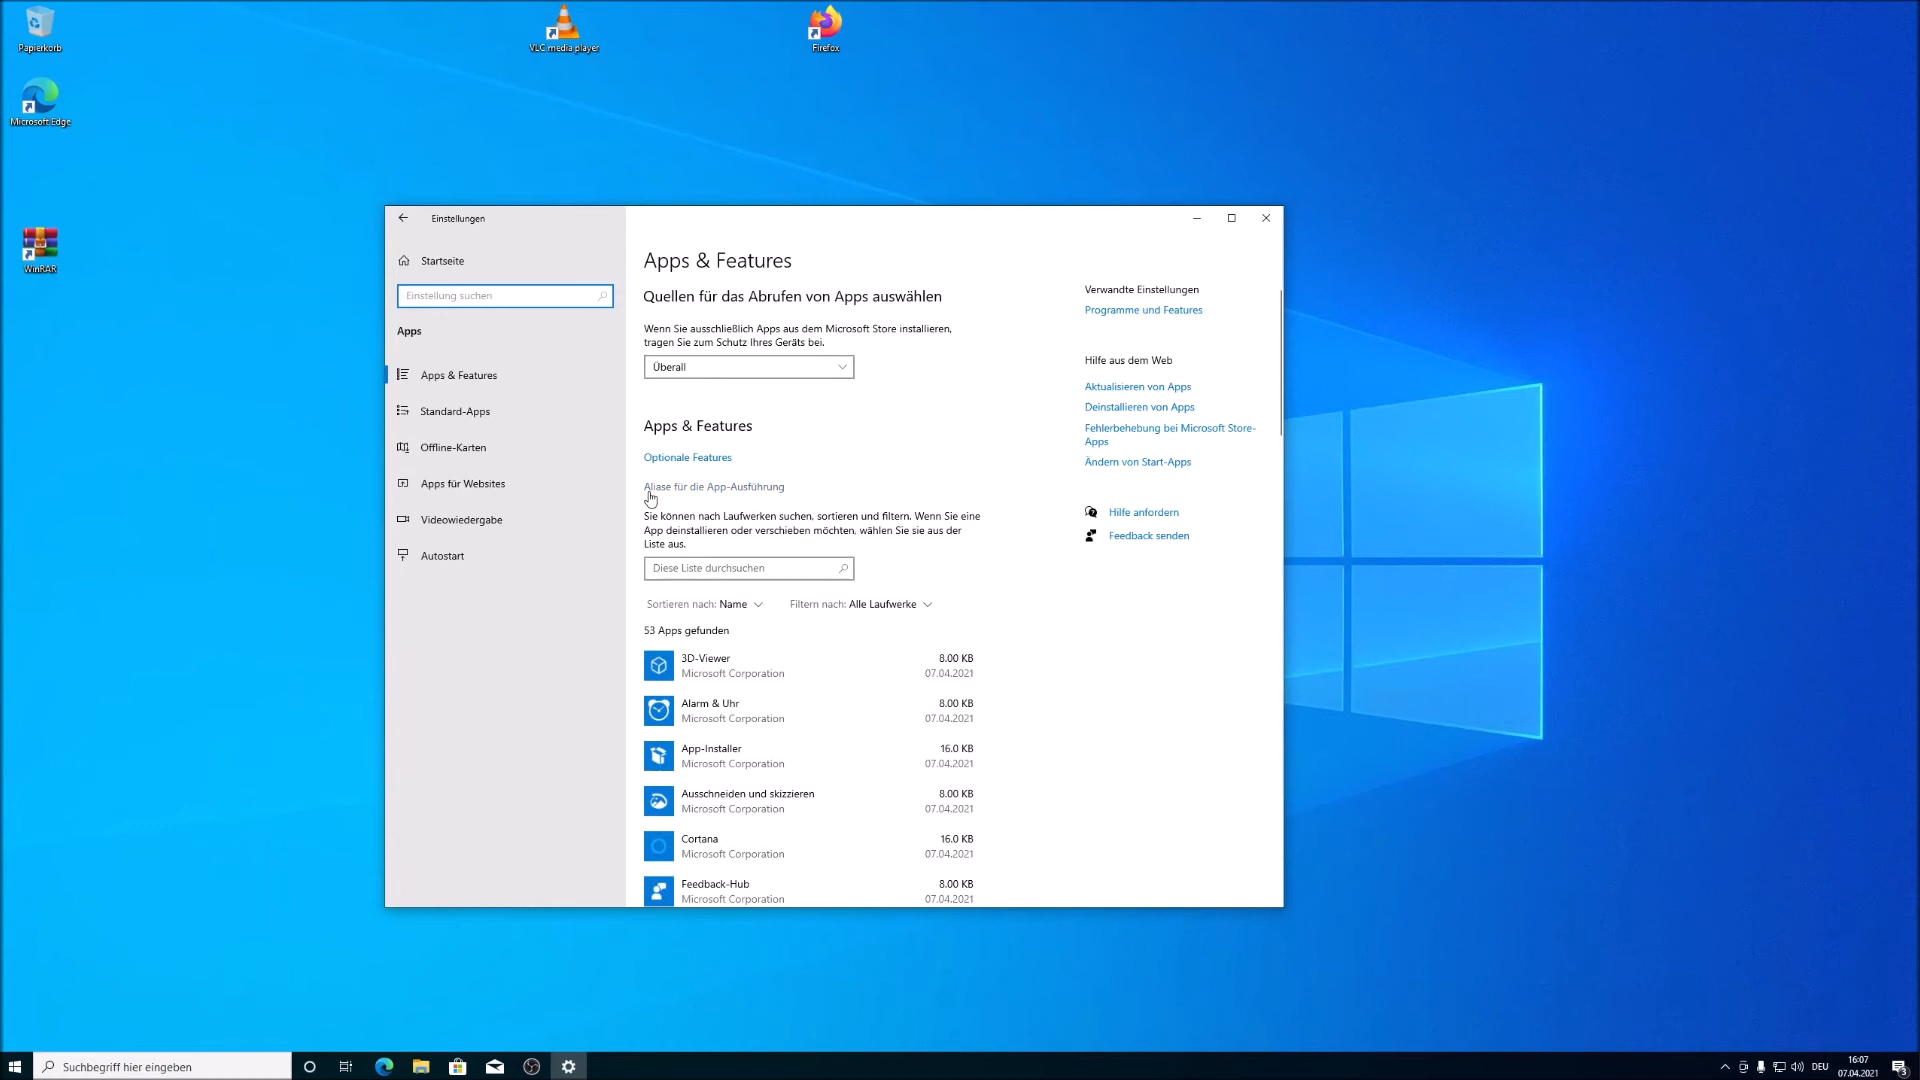 Papierkorb
VLC media player
Firefox
Microsoft Edge
WinRAR
Einstellungen
Startseite
Einstellung suchen
Apps
Apps & Features
Standard-Apps
Offline-Karten
Apps für Websites
Videowiedergabe
Autostart
Apps & Features
Quellen für das Abrufen von Apps auswählen
Wenn Sie ausschließlich Apps aus dem Microsoft Store installieren,
tragen Sie zum Schutz Ihres Geräts bei.
Überall
Apps & Features
Optionale Features
Aliase für die App-Ausführung
Sie können nach Laufwerken suchen, sortieren und filtern. Wenn Sie eine
App deinstallieren oder verschieben möchten, wählen Sie sie aus der
Liste aus.
Diese Liste durchsuchen
Sortieren nach: Name Filtern nach: Alle Laufwerke
53 Apps gefunden
3D-Viewer 8.00 KB
Microsoft Corporation 07.04.2021
Alarm & Uhr 8.00 KB
Microsoft Corporation 07.04.2021
App-Installer 16.0 KB
Microsoft Corporation 07.04.2021
Ausschneiden und skizzieren 8.00 KB
Microsoft Corporation 07.04.2021
Cortana 16.0 KB
Microsoft Corporation 07.04.2021
Feedback-Hub 8.00 KB
Microsoft Corporation 07.04.2021
Verwandte Einstellungen
Programme und Features
Hilfe aus dem Web
Aktualisieren von Apps
Deinstallieren von Apps
Fehlerbehebung bei Microsoft Store-
Apps
Ändern von Start-Apps
Hilfe anfordern
Feedback senden
Suchbegriff hier eingeben
DEU
16:07
07.04.2021
3